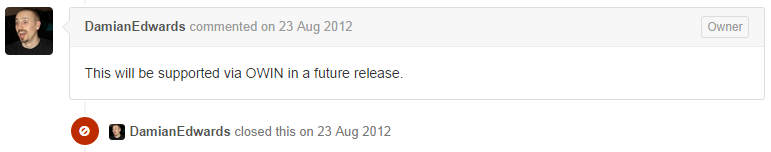 DamianEdwards commented on 23 Aug 2012
Owner
This will be supported via OWIN in a future release.
DamianEdwards closed this on 23 Aug 2012